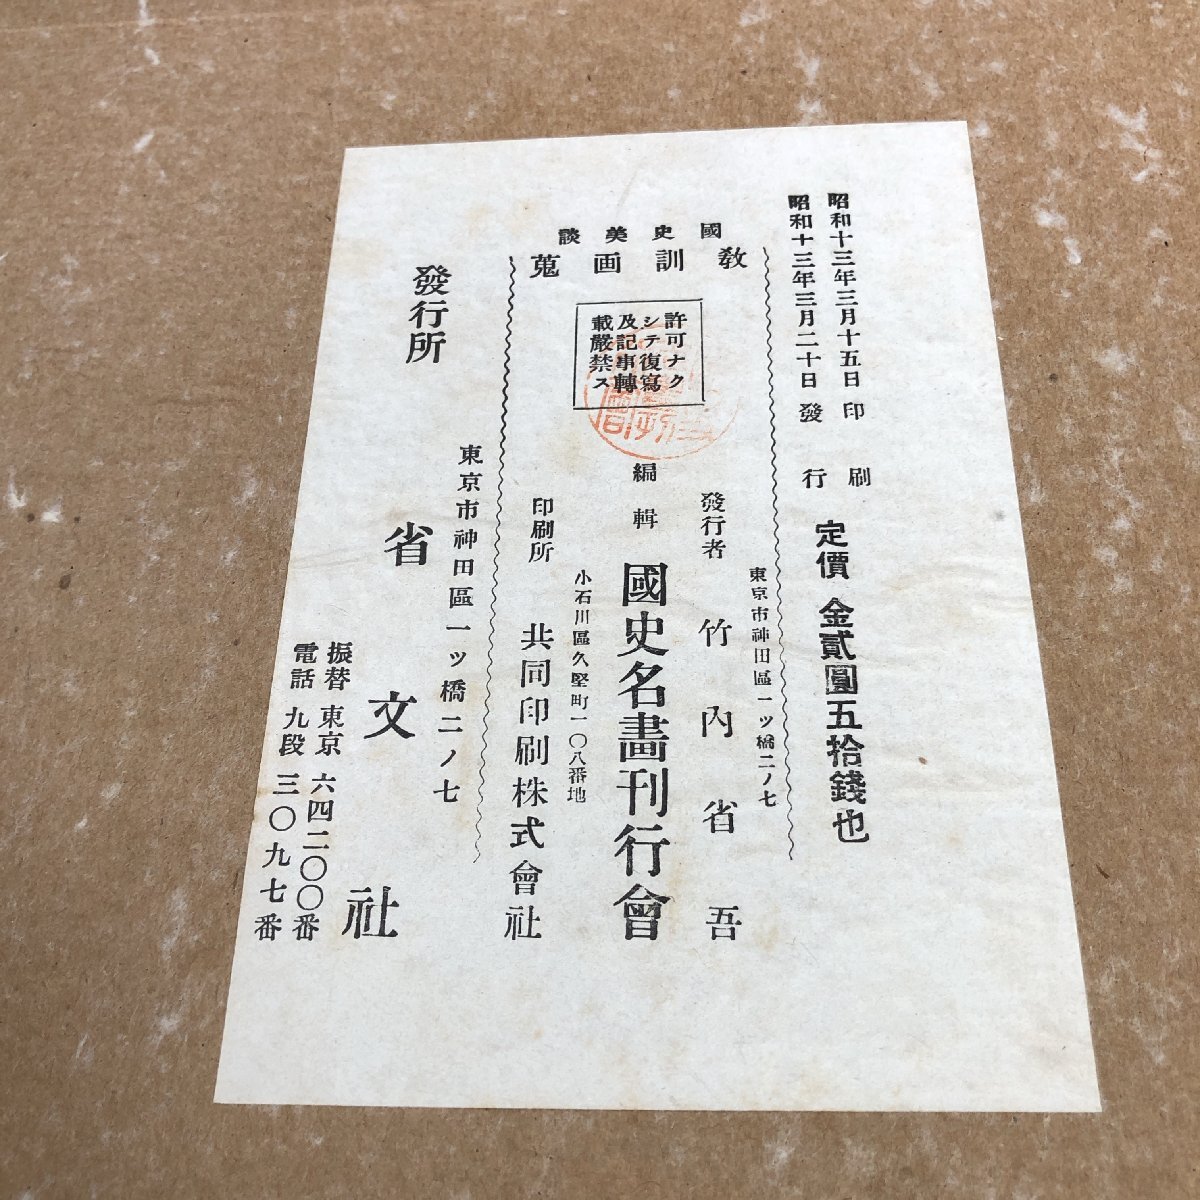 昭和十三年三月十五日 印刷
昭和十三年三月二十日 發行
定價 金貳圓五拾錢也
國史美談
敎訓画蒐
許可ナク
シテ復寫
及記事轉
載嚴禁ス
東京市神田區一ツ橋二ノ七
發行者 竹內省吾
編輯 國史名畫刊行會
小石川區久堅町一〇八番地
印刷所 共同印刷株式會社
東京市神田區一ツ橋二ノ七
發行所 省文社
振替 東京 六四二〇〇番
電話 九段 三〇九七番